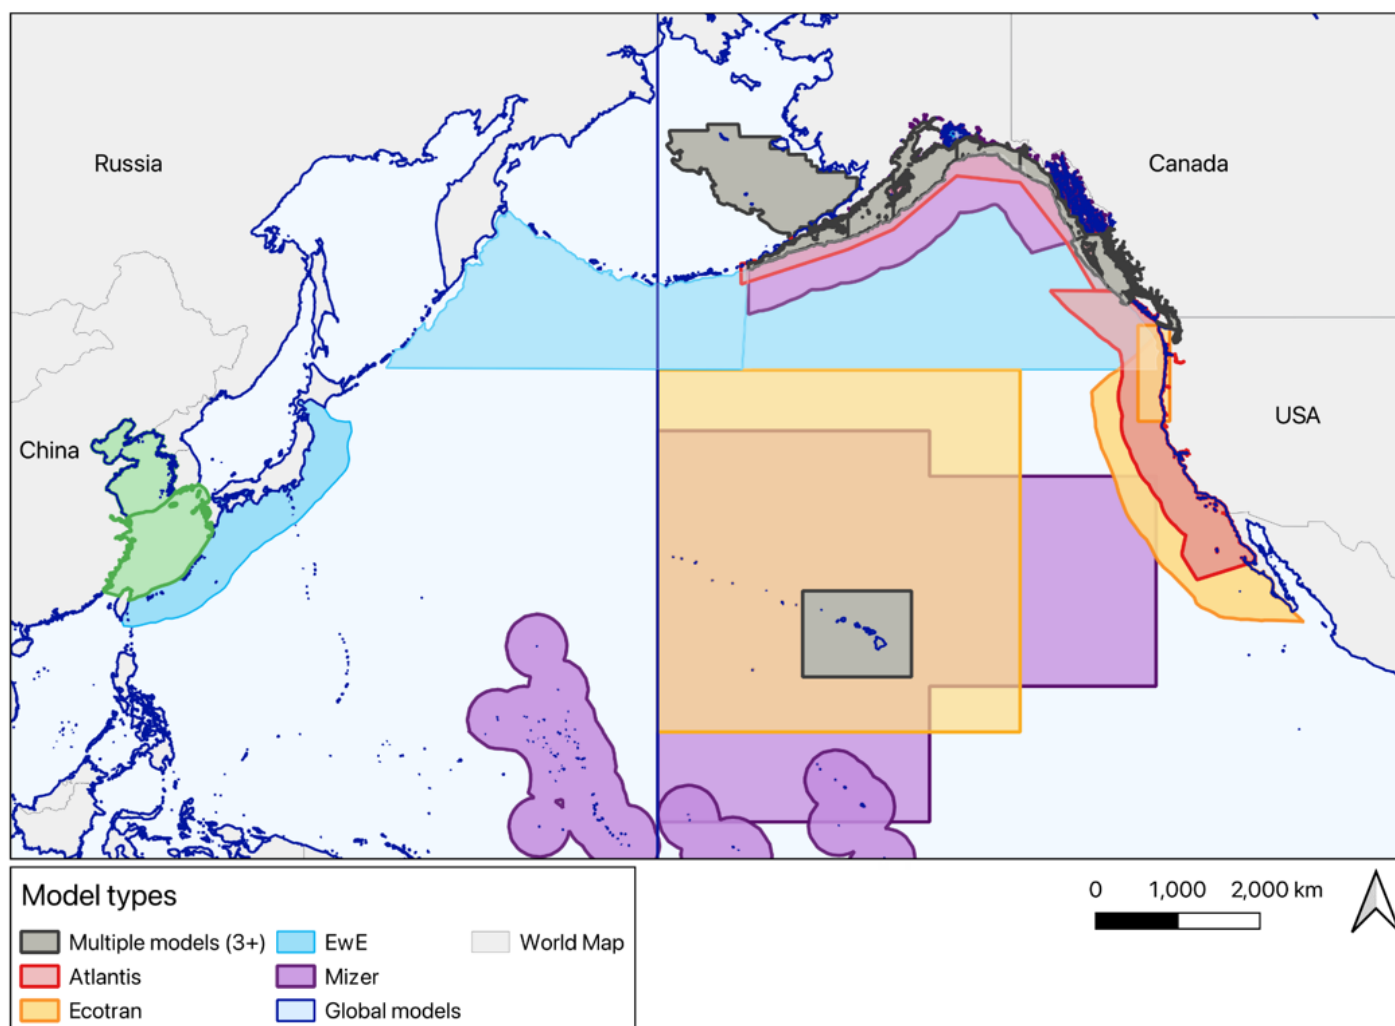 Russia
Canada
China
USA
Model types
Multiple models (3+)
EwE
World Map
Atlantis
Mizer
Ecotran
Global models
0 1,000 2,000 km